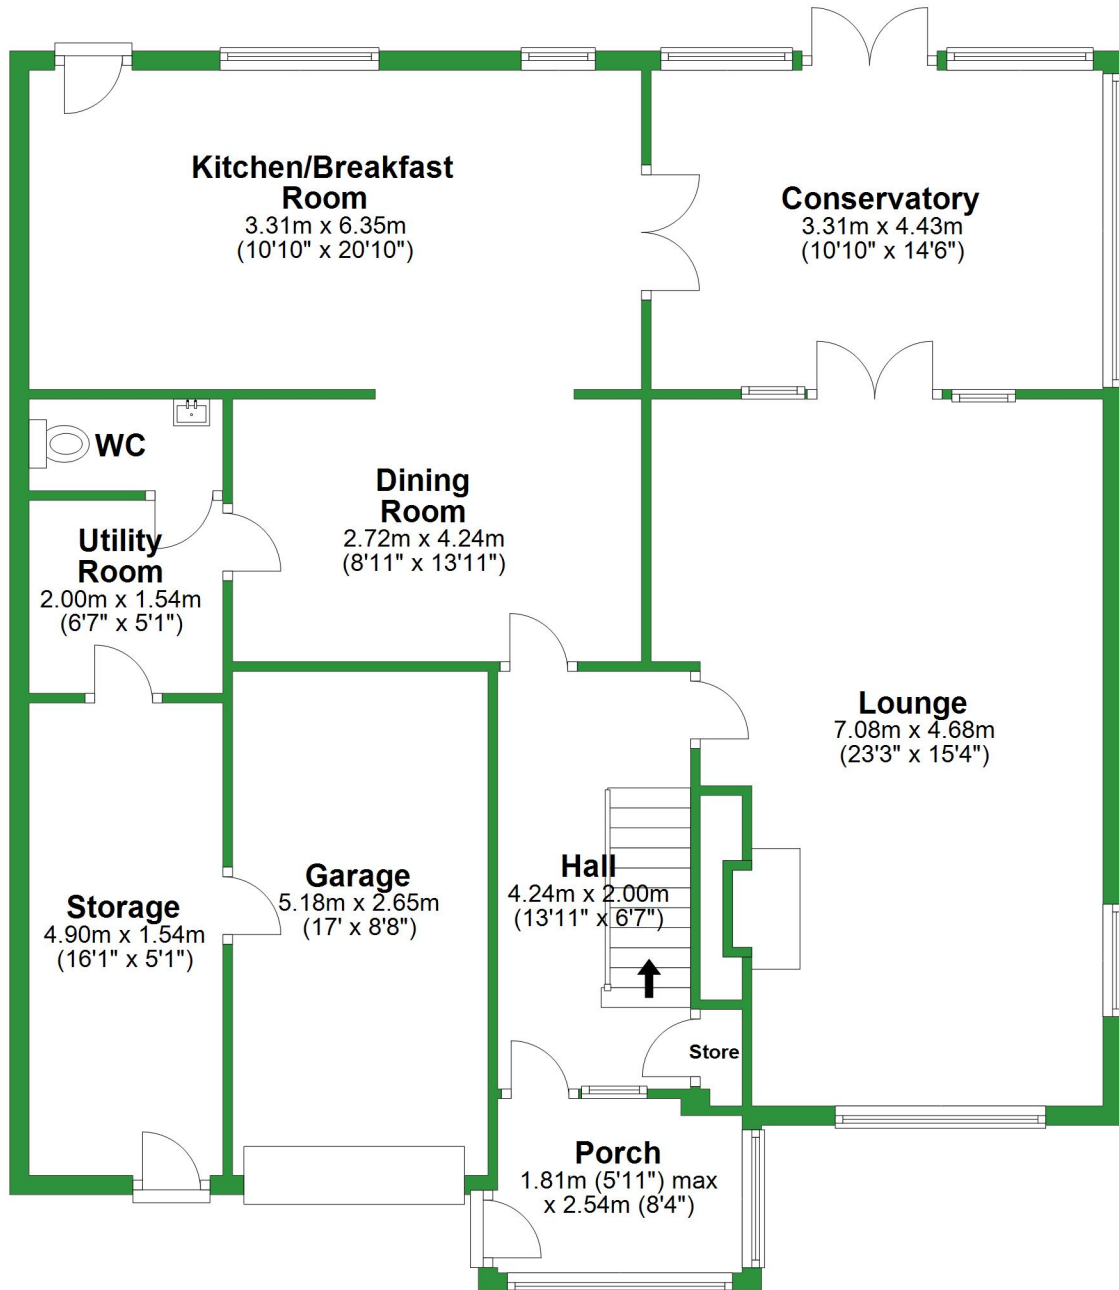 Kitchen/Breakfast
Room
3.31m x 6.35m
(10'10" x 20'10")
Conservatory
3.31m x 4.43m
(10'10" x 14'6")
WC
Dining
Room
2.72m x 4.24m
(8'11" x 13'11")
Utility
Room
2.00m x 1.54m
(6'7" x 5'1")
Lounge
7.08m x 4.68m
(23'3" x 15'4")
Hall
4.24m x 2.00m
(13'11" x 6'7")
Garage
5.18m x 2.65m
(17' x 8'8")
Storage
4.90m x 1.54m
(16'1" x 5'1")
Store
Porch
1.81m (5'11") max
x 2.54m (8'4")